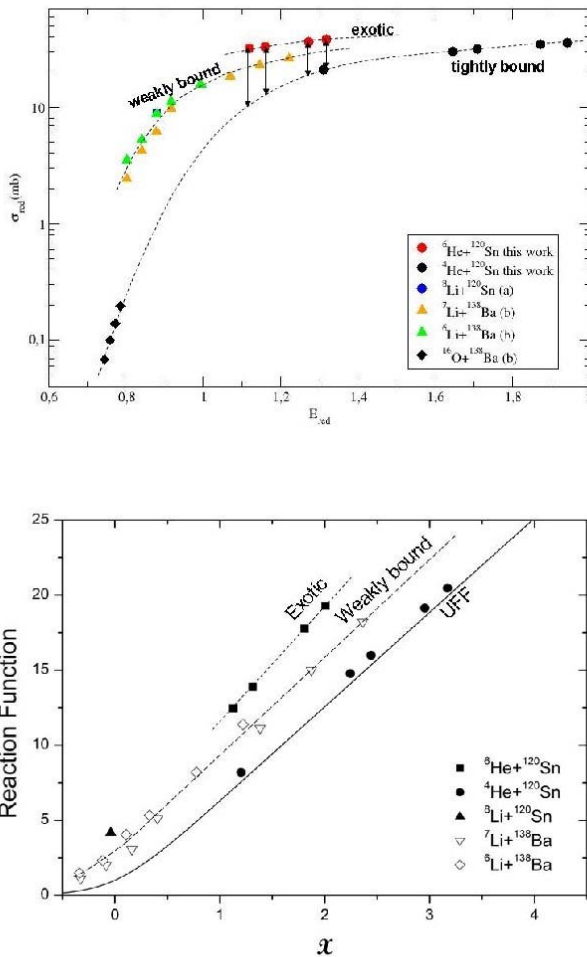 exotic
weakly bound
tightly bound
10
1
0,1
σred(mb)
⁶He+¹²⁰Sn this work
⁴He+¹²⁰Sn this work
⁸Li+¹²⁰Sn (a)
⁷Li+¹³⁸Ba (b)
⁶Li+¹³⁸Ba (b)
¹⁶O+¹³⁸Ba (b)
0,6 0,8 1 1,2 1,4 1,6 1,8
Ered
25
20
15
10
5
0
Reaction Function
Exotic
Weakly bound
UFF
⁶He+¹²⁰Sn
⁴He+¹²⁰Sn
⁸Li+¹²⁰Sn
⁷Li+¹³⁸Ba
⁶Li+¹³⁸Ba
0 1 2 3 4
x